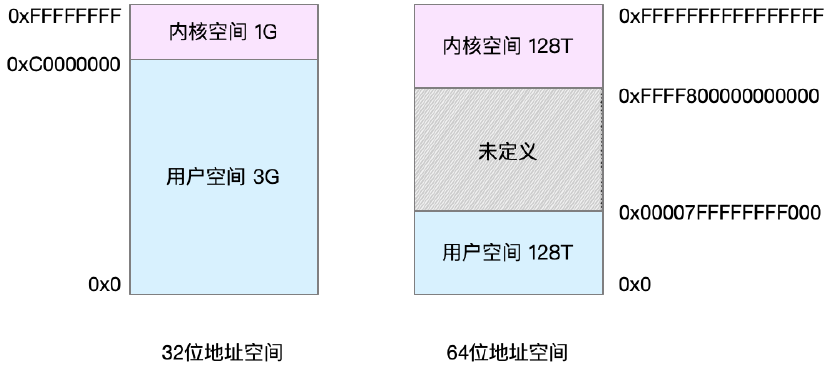 0xFFFFFFFF
内核空间 1G
0xC0000000
用户空间 3G
0x0
32位地址空间
0xFFFFFFFFFFFFFFFF
内核空间 128T
0xFFFF800000000000
未定义
0x00007FFFFFFFF000
用户空间 128T
0x0
64位地址空间